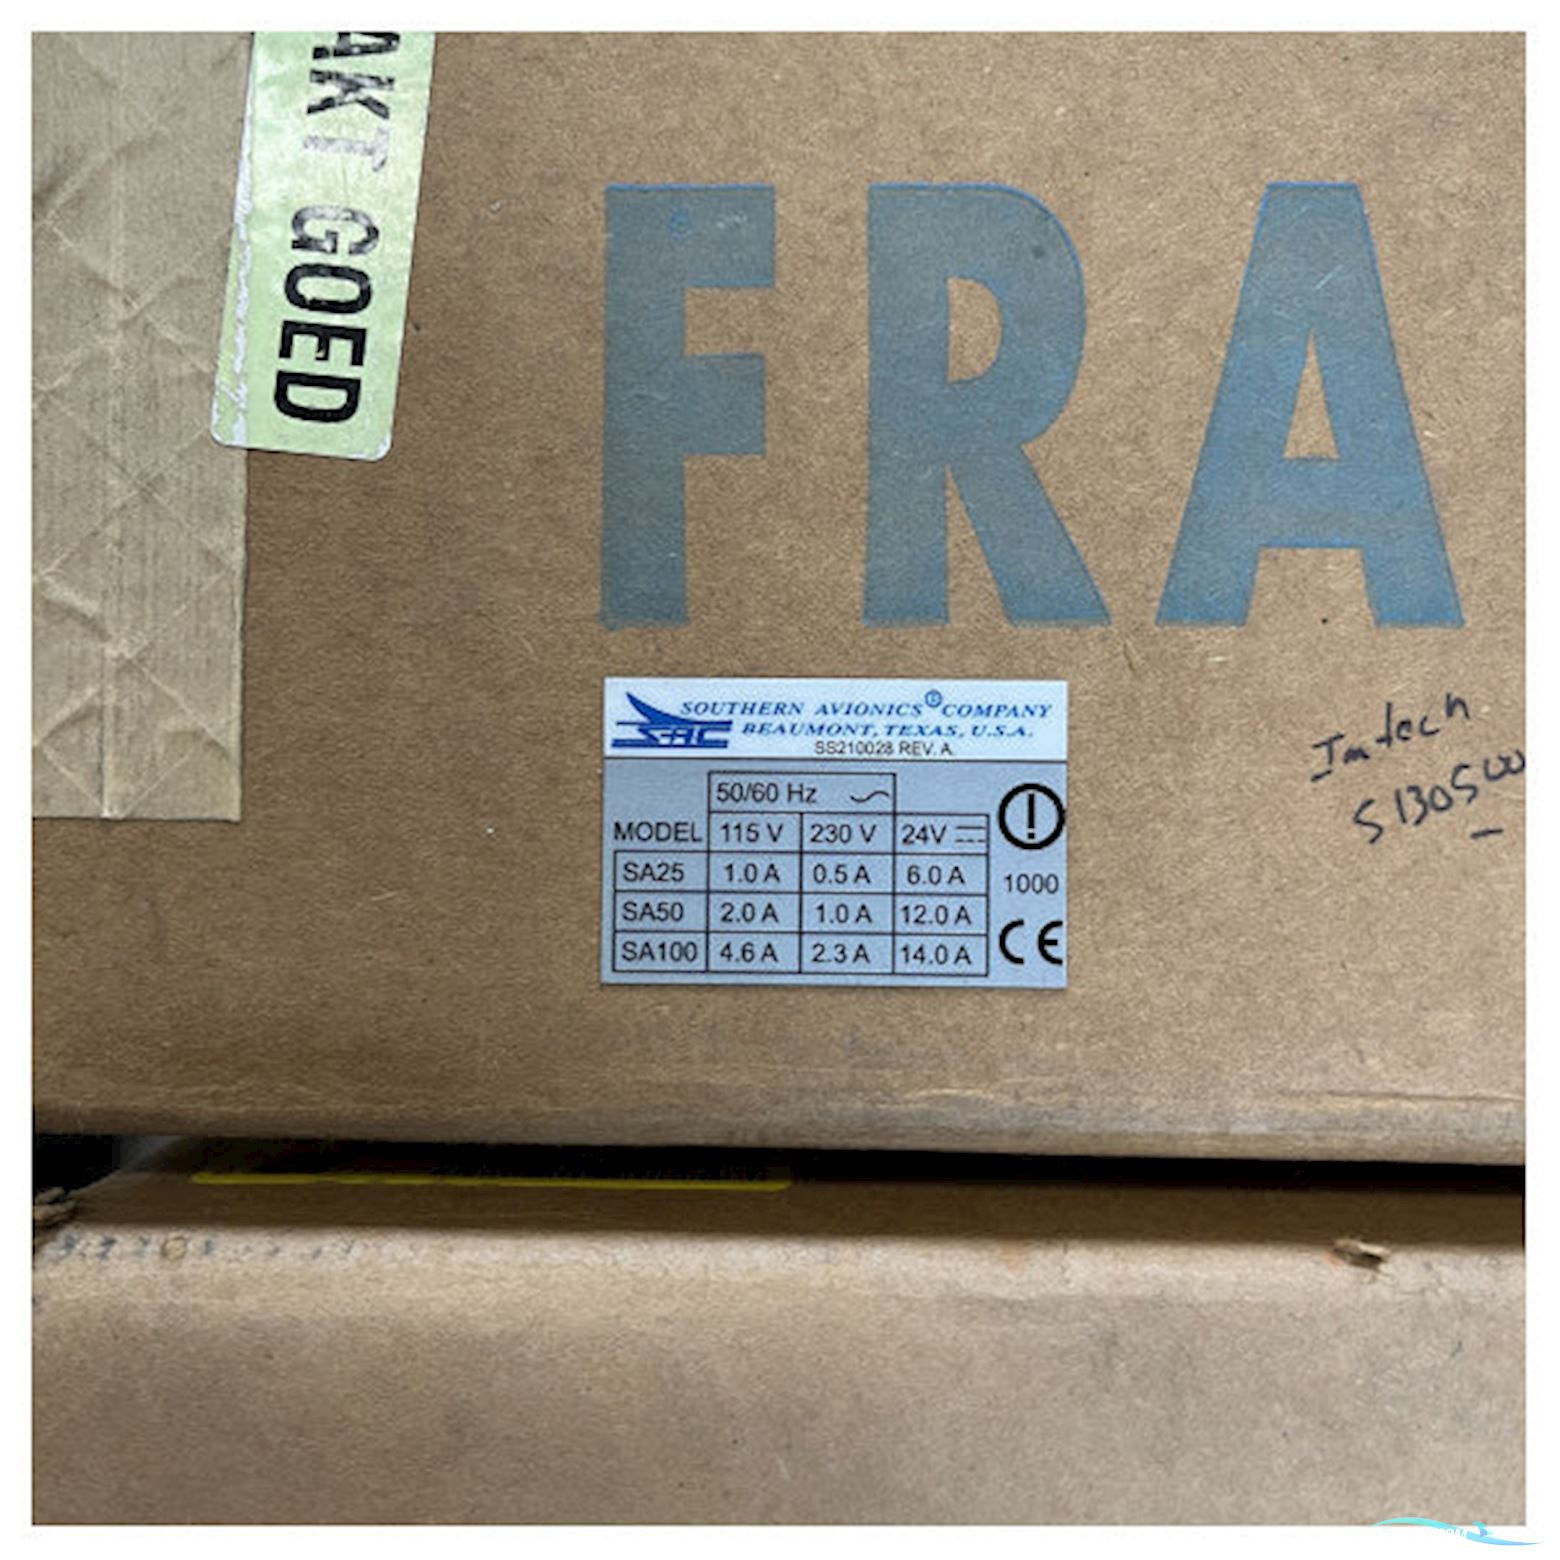 GOED
FRA
SAC
SOUTHERN AVIONICS® COMPANY
BEAUMONT, TEXAS, U.S.A.
SS210028 REV. A
50/60 Hz
MODEL 115 V 230 V 24V
SA25 1.0 A 0.5 A 6.0 A
SA50 2.0 A 1.0 A 12.0 A
SA100 4.6 A 2.3 A 14.0 A
1000
CE
Imtech